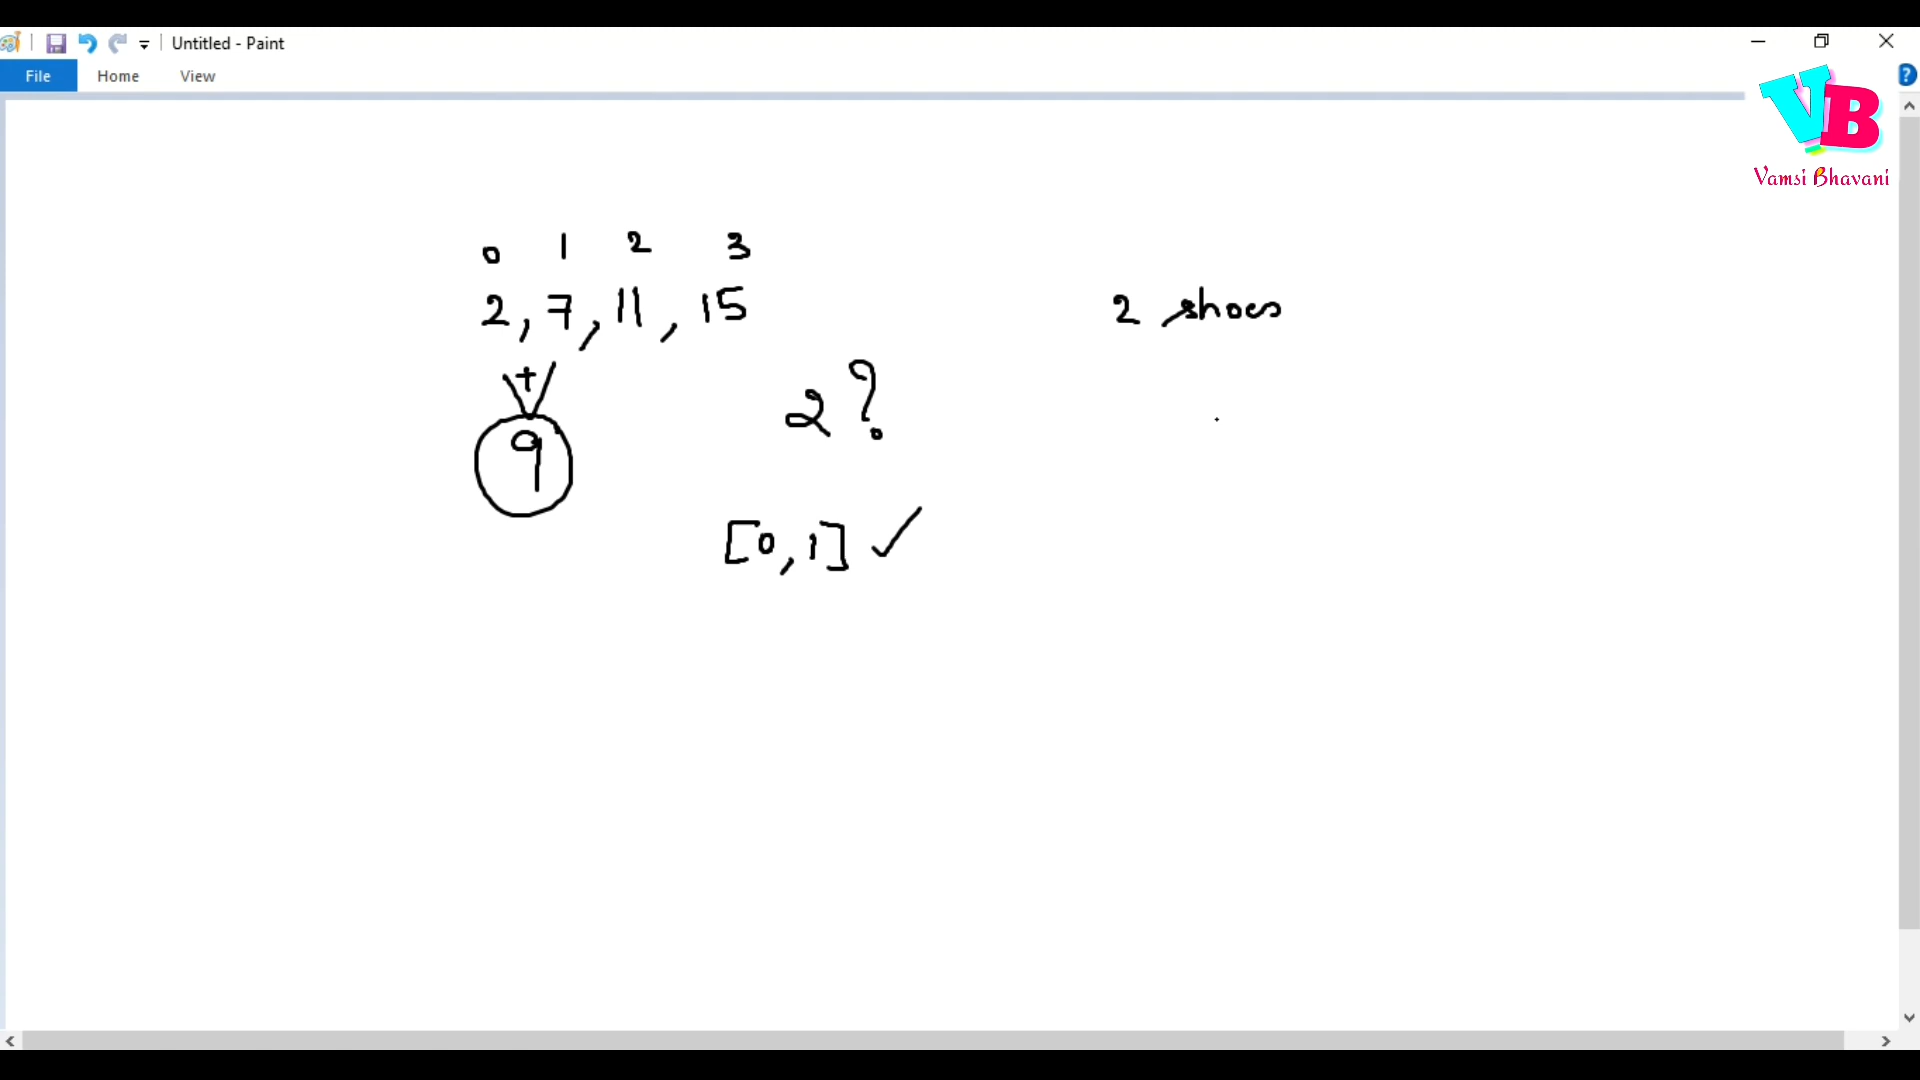 Untitled - Paint
File Home View
VB
Vamsi Bhavani
0 1 2 3
2, 7, 11, 15
2 shoes
+
9
2?
[0, 1] ✓